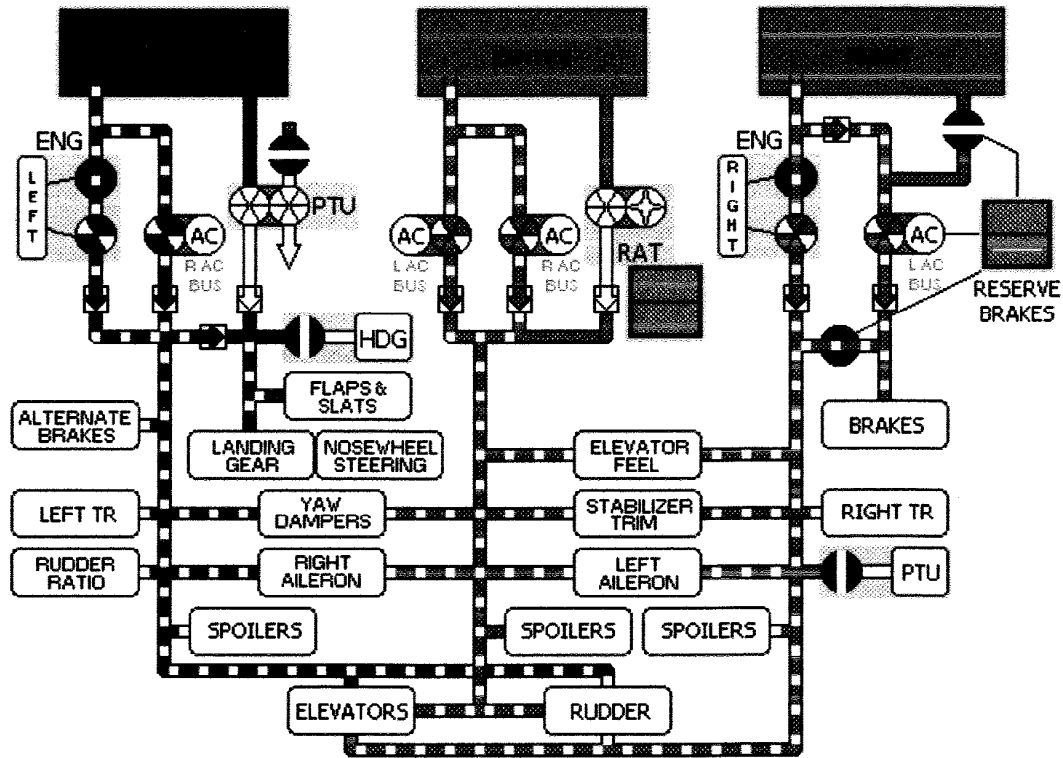 ENG
LEFT
AC
R AC
BUS
PTU
AC
L AC
BUS
AC
R AC
BUS
RAT
ENG
RIGHT
AC
L AC
BUS
RESERVE
BRAKES
HDG
FLAPS &
SLATS
ALTERNATE
BRAKES
LANDING
GEAR
NOSEWHEEL
STEERING
ELEVATOR
FEEL
BRAKES
LEFT TR
YAW
DAMPERS
STABILIZER
TRIM
RIGHT TR
RUDDER
RATIO
RIGHT
AILERON
LEFT
AILERON
PTU
SPOILERS
SPOILERS
SPOILERS
ELEVATORS
RUDDER